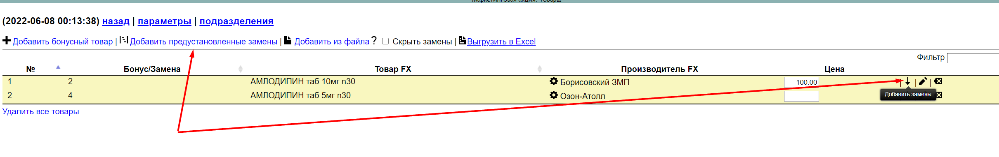 Маркетинговая акция: Товары
(2022-06-08 00:13:38) назад | параметры | подразделения
Добавить бонусный товар | Добавить предустановленные замены | Добавить из файла ? Скрыть замены | Выгрузить в Excel
Фильтр
№ Бонус/Замена Товар FX Производитель FX Цена
1 2 АМЛОДИПИН таб 10мг n30 Борисовский ЗМП 100.00 | | |
2 4 АМЛОДИПИН таб 5мг n30 Озон-Атолл
Добавить замены
Удалить все товары